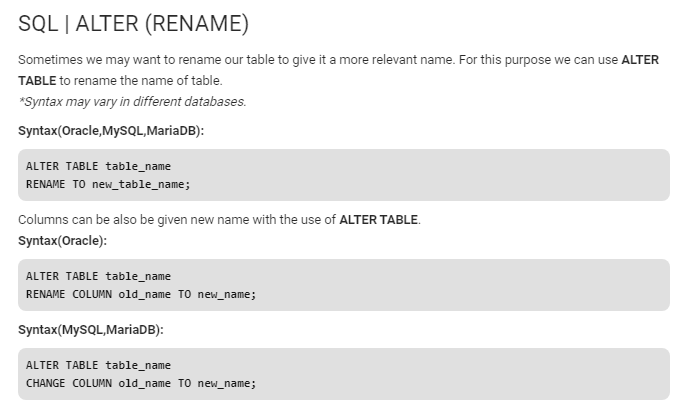 SQL | ALTER (RENAME)
Sometimes we may want to rename our table to give it a more relevant name. For this purpose we can use ALTER
TABLE to rename the name of table.
*Syntax may vary in different databases.
Syntax(Oracle,MySQL,MariaDB):
ALTER TABLE table_name
RENAME TO new_table_name;
Columns can be also be given new name with the use of ALTER TABLE.
Syntax(Oracle):
ALTER TABLE table_name
RENAME COLUMN old_name TO new_name;
Syntax(MySQL,MariaDB):
ALTER TABLE table_name
CHANGE COLUMN old_name TO new_name;